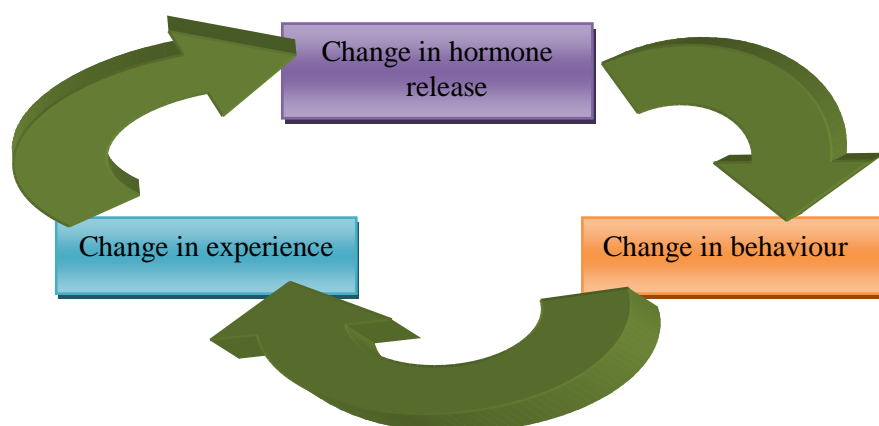 Change in hormone
release
Change in experience
Change in behaviour